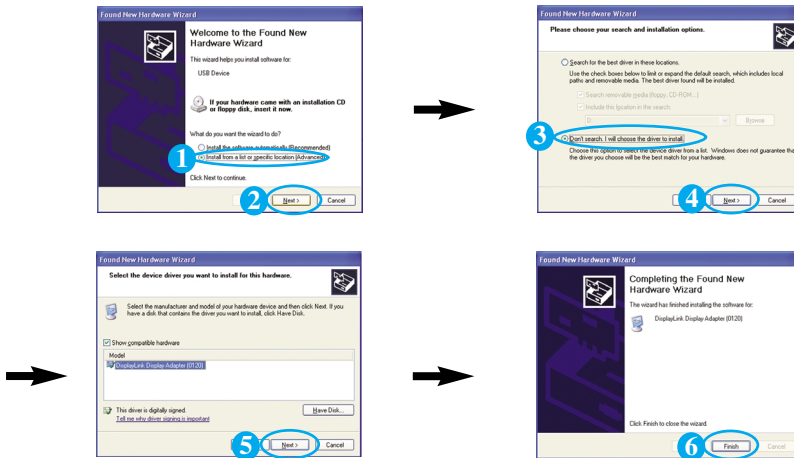 Found New Hardware Wizard
Welcome to the Found New
Hardware Wizard
This wizard helps you install software for:
USB Device
If your hardware came with an installation CD
or floppy disk, insert it now.
What do you want the wizard to do?
Install the software automatically (Recommended)
1
Install from a list or specific location (Advanced)
Click Next to continue.
2
Next >
Cancel
Found New Hardware Wizard
Please choose your search and installation options.
Search for the best driver in these locations.
Use the check boxes below to limit or expand the default search, which includes local
paths and removable media. The best driver found will be installed.
Search removable media (floppy, CD-ROM...)
Include this location in the search:
D:
Browse
3
Don't search. I will choose the driver to install.
Choose this option to select the device driver from a list. Windows does not guarantee tha
the driver you choose will be the best match for your hardware.
4
Next >
Cancel
Found New Hardware Wizard
Select the device driver you want to install for this hardware.
Select the manufacturer and model of your hardware device and then click Next. If you
have a disk that contains the driver you want to install, click Have Disk.
Show compatible hardware
Model
DisplayLink Display Adapter (0120)
This driver is digitally signed.
Have Disk...
Tell me why driver signing is important
5
Next >
Cancel
Found New Hardware Wizard
Completing the Found New
Hardware Wizard
The wizard has finished installing the software for:
DisplayLink Display Adapter (0120)
Click Finish to close the wizard.
6
Finish
Cancel